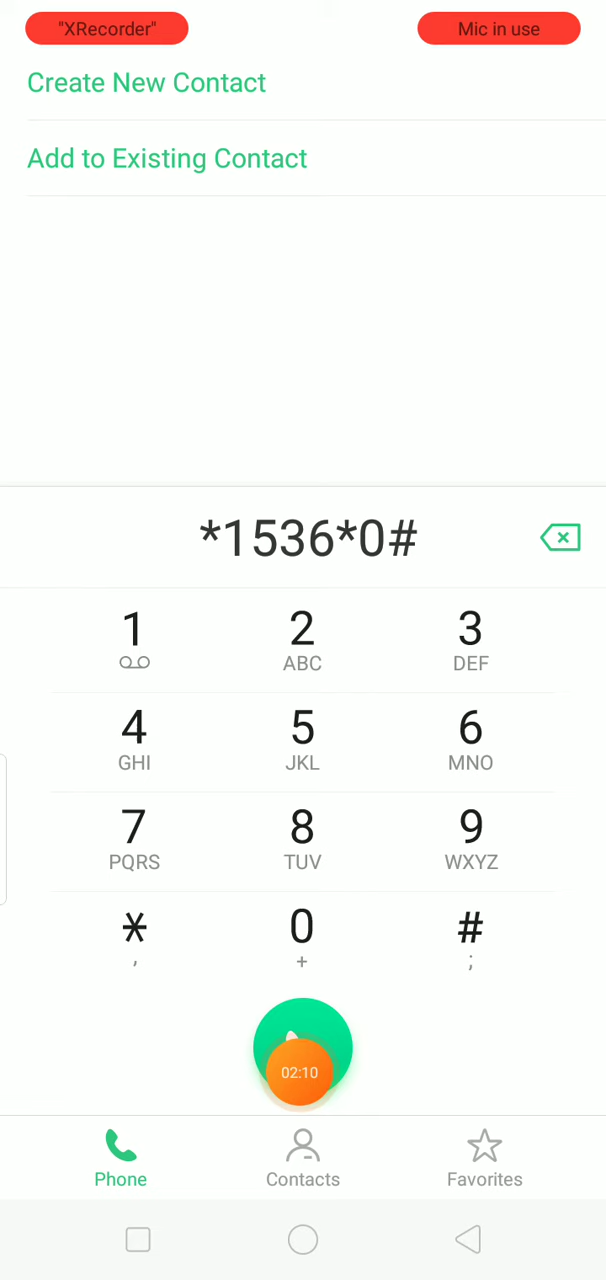 "XRecorder" Mic in use
Create New Contact
Add to Existing Contact
*1536*0#
1 2 3
ABC DEF
4 5 6
GHI JKL MNO
7 8 9
PQRS TUV WXYZ
* 0 #
, + ;
02:10
Phone Contacts Favorites